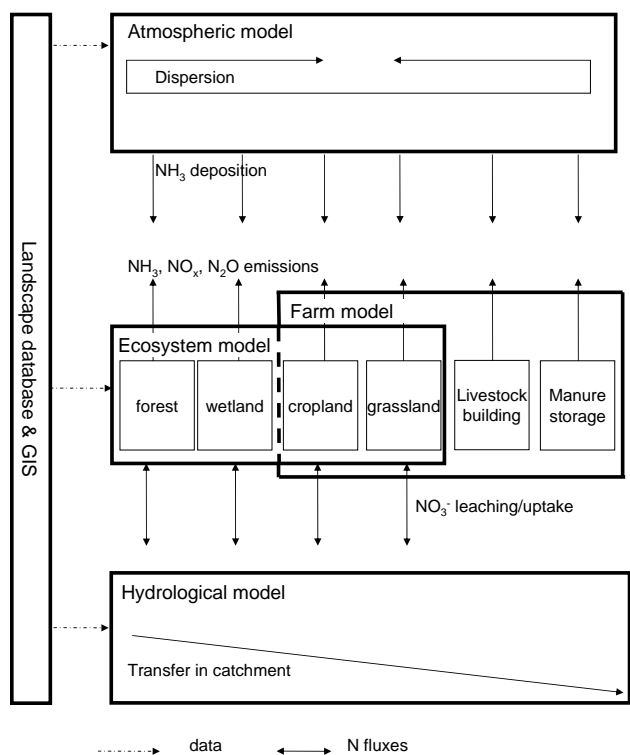 Atmospheric model
Dispersion
NH₃ deposition
Landscape database & GIS
NH₃, NOₓ, N₂O emissions
Farm model
Ecosystem model
forest
wetland
cropland
grassland
Livestock
building
Manure
storage
NO₃⁻ leaching/uptake
Hydrological model
Transfer in catchment
data
N fluxes